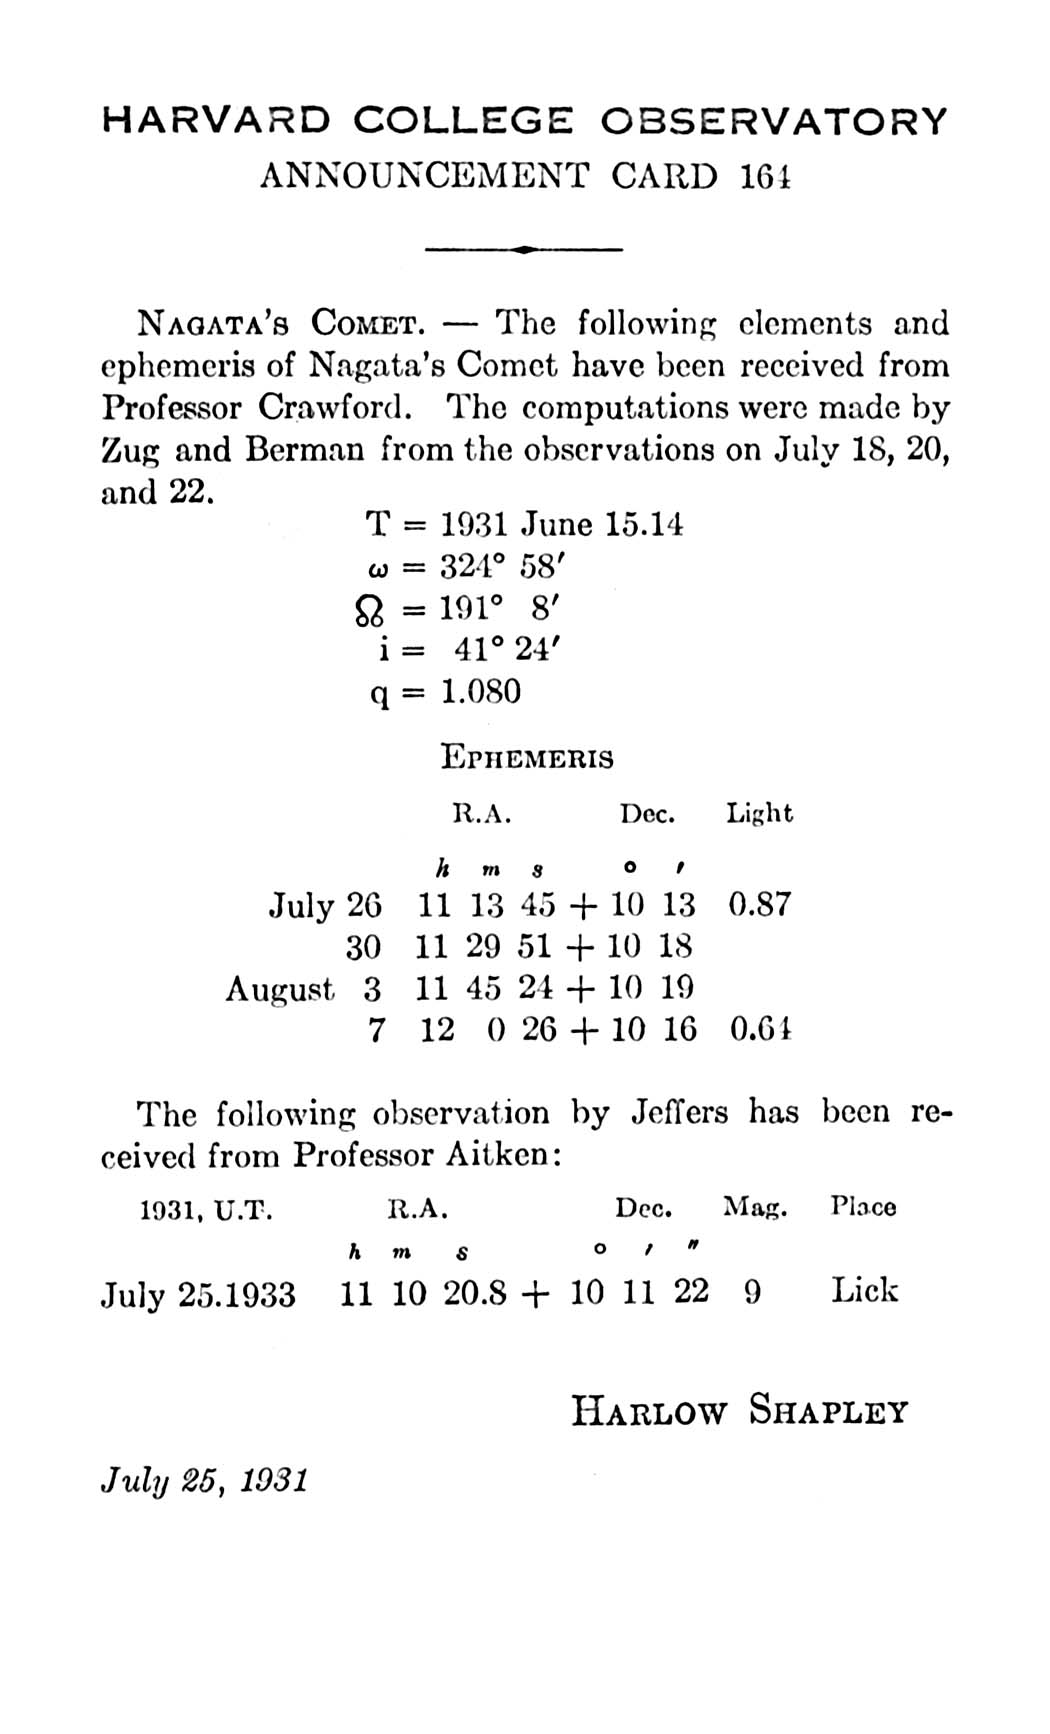 HARVARD COLLEGE OBSERVATORY
ANNOUNCEMENT CARD 164
NAGATA'S COMET. — The following elements and
ephemeris of Nagata's Comet have been received from
Professor Crawford. The computations were made by
Zug and Berman from the observations on July 18, 20,
and 22.
T = 1931 June 15.14
ω = 324° 58′
☊ = 191° 8′
i = 41° 24′
q = 1.080
EPHEMERIS
R.A. Dec. Light
h m s ° ′
July 26 11 13 45 + 10 13 0.87
30 11 29 51 + 10 18
August 3 11 45 24 + 10 19
7 12 0 26 + 10 16 0.64
The following observation by Jeffers has been re-
ceived from Professor Aitken:
1931, U.T. R.A. Dec. Mag. Place
h m s ° ′ ″
July 25.1933 11 10 20.8 + 10 11 22 9 Lick
HARLOW SHAPLEY
July 25, 1931